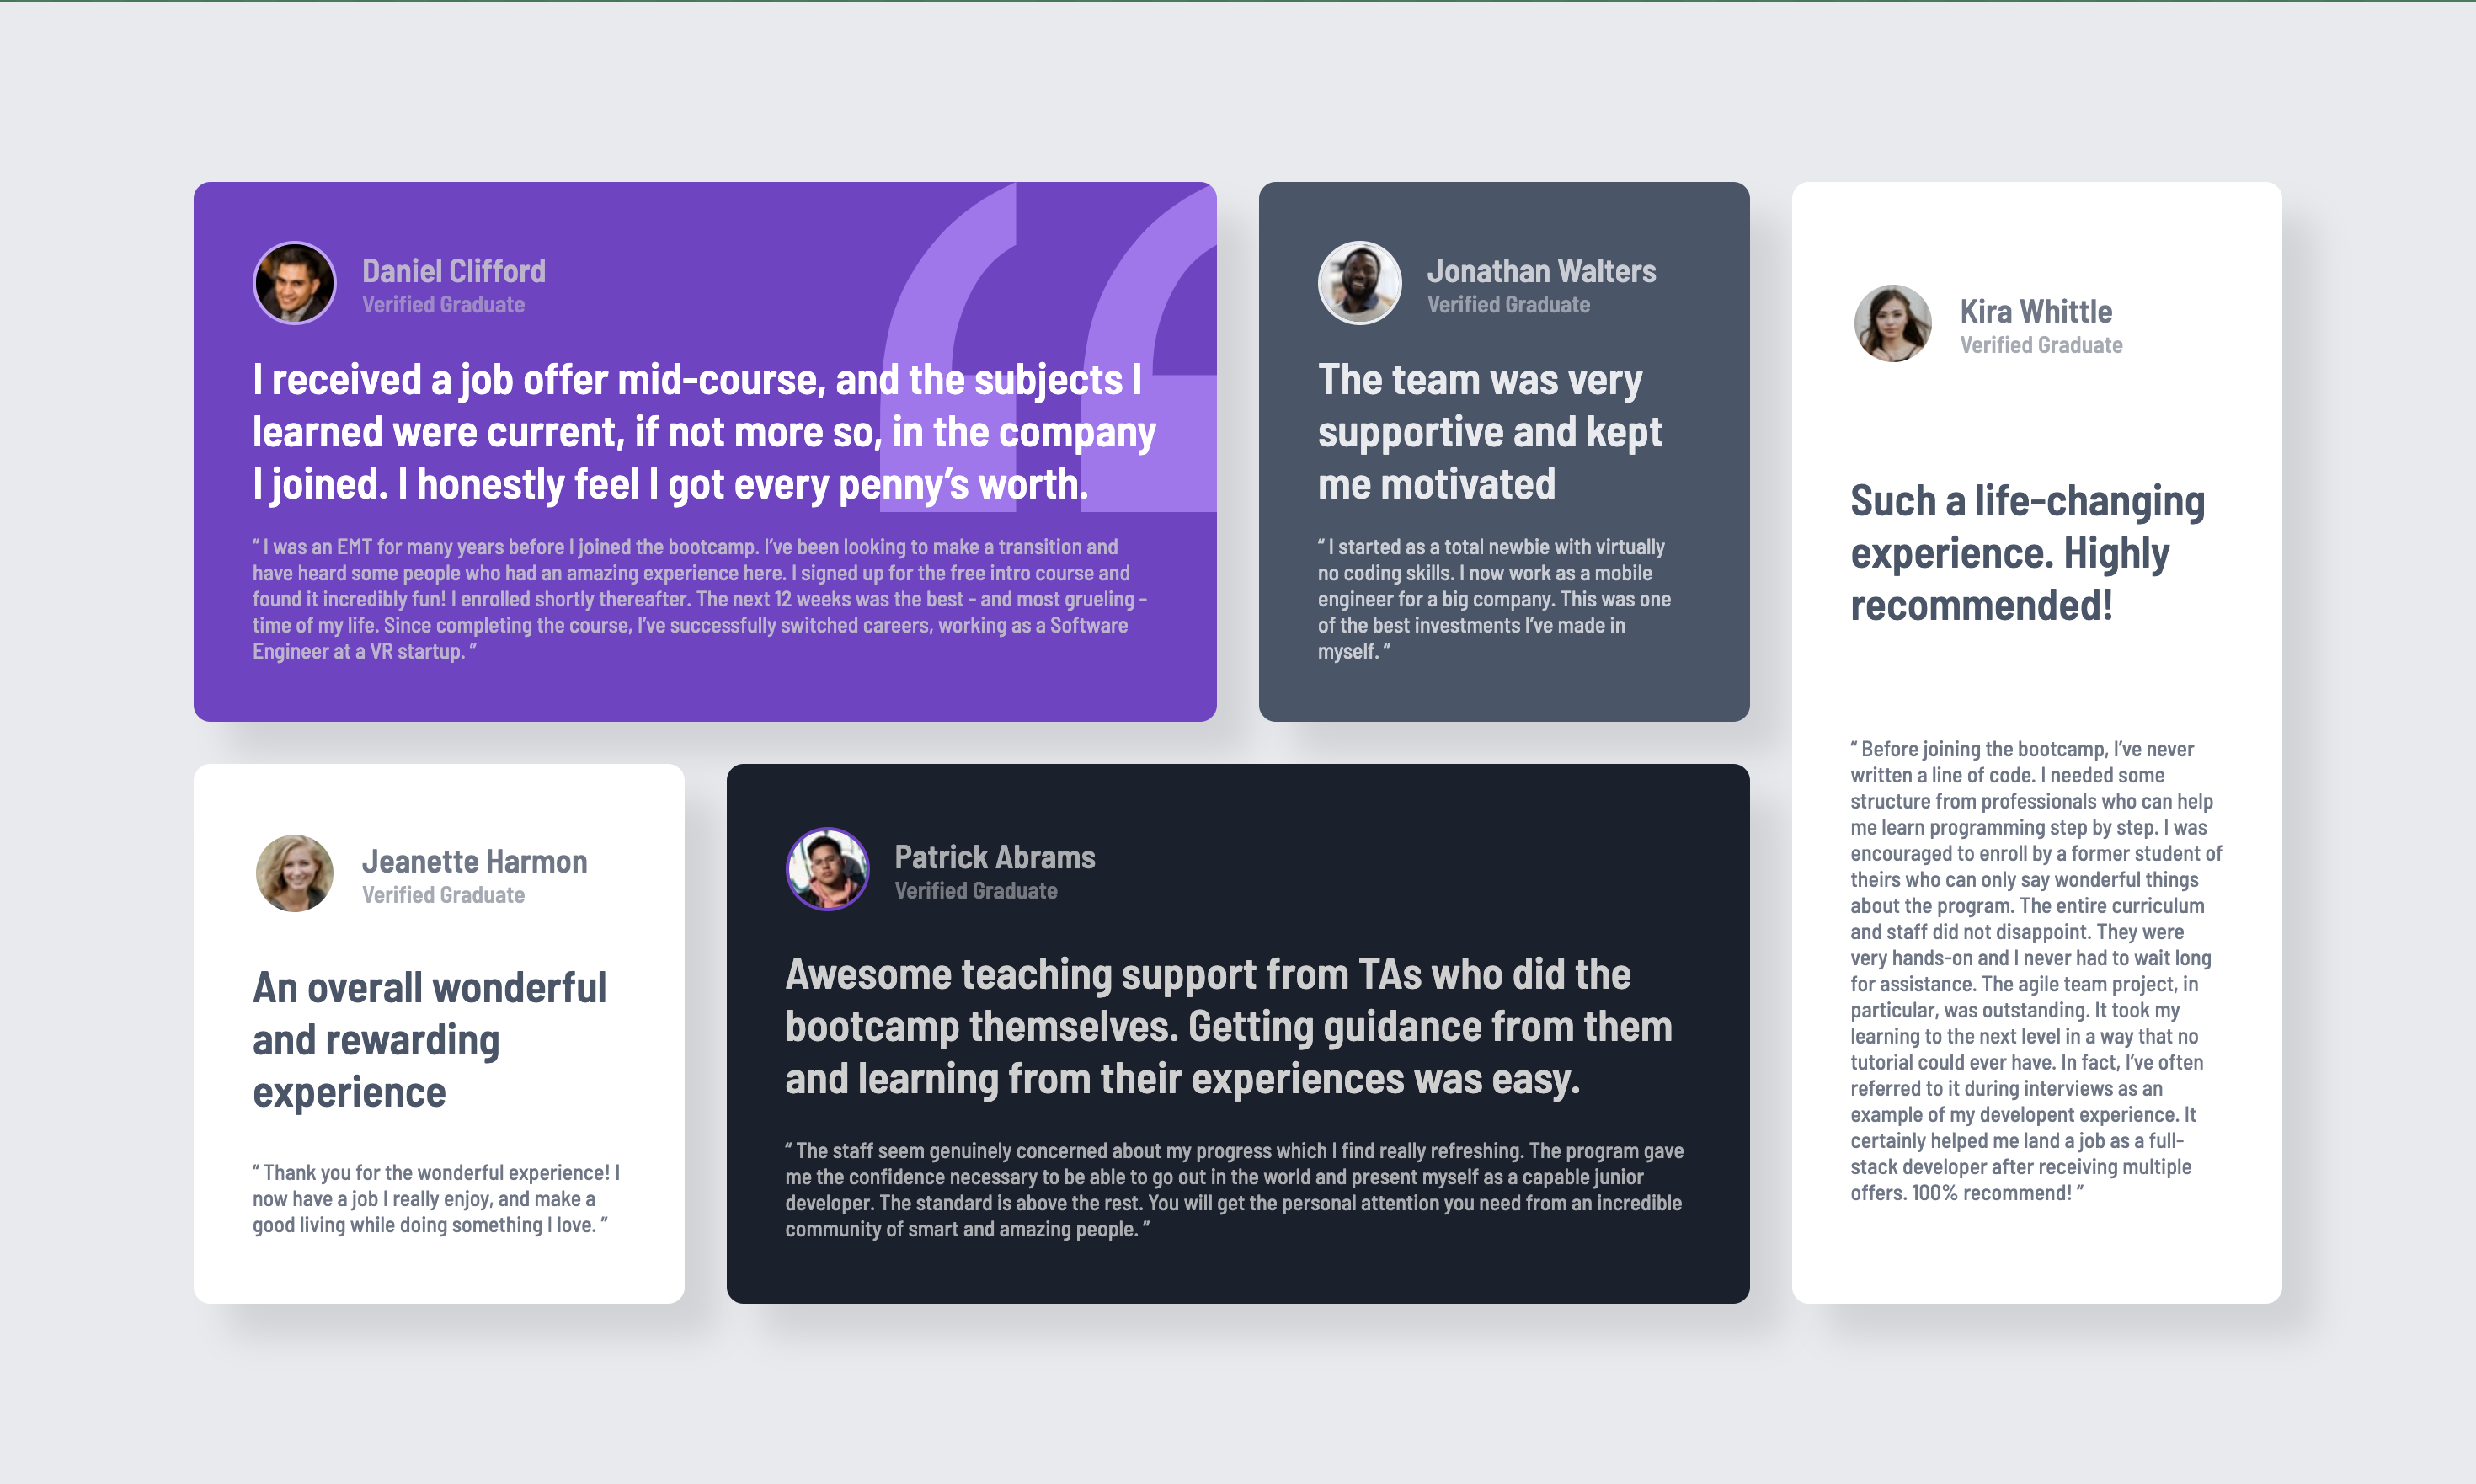 Daniel Clifford
Verified Graduate
I received a job offer mid-course, and the subjects I
learned were current, if not more so, in the company
I joined. I honestly feel I got every penny’s worth.
“ I was an EMT for many years before I joined the bootcamp. I’ve been looking to make a transition and
have heard some people who had an amazing experience here. I signed up for the free intro course and
found it incredibly fun! I enrolled shortly thereafter. The next 12 weeks was the best - and most grueling -
time of my life. Since completing the course, I’ve successfully switched careers, working as a Software
Engineer at a VR startup. ”
Jonathan Walters
Verified Graduate
The team was very
supportive and kept
me motivated
“ I started as a total newbie with virtually
no coding skills. I now work as a mobile
engineer for a big company. This was one
of the best investments I’ve made in
myself. ”
Kira Whittle
Verified Graduate
Such a life-changing
experience. Highly
recommended!
“ Before joining the bootcamp, I’ve never
written a line of code. I needed some
structure from professionals who can help
me learn programming step by step. I was
encouraged to enroll by a former student of
theirs who can only say wonderful things
about the program. The entire curriculum
and staff did not disappoint. They were
very hands-on and I never had to wait long
for assistance. The agile team project, in
particular, was outstanding. It took my
learning to the next level in a way that no
tutorial could ever have. In fact, I’ve often
referred to it during interviews as an
example of my developent experience. It
certainly helped me land a job as a full-
stack developer after receiving multiple
offers. 100% recommend! ”
Jeanette Harmon
Verified Graduate
An overall wonderful
and rewarding
experience
“ Thank you for the wonderful experience! I
now have a job I really enjoy, and make a
good living while doing something I love. ”
Patrick Abrams
Verified Graduate
Awesome teaching support from TAs who did the
bootcamp themselves. Getting guidance from them
and learning from their experiences was easy.
“ The staff seem genuinely concerned about my progress which I find really refreshing. The program gave
me the confidence necessary to be able to go out in the world and present myself as a capable junior
developer. The standard is above the rest. You will get the personal attention you need from an incredible
community of smart and amazing people. ”